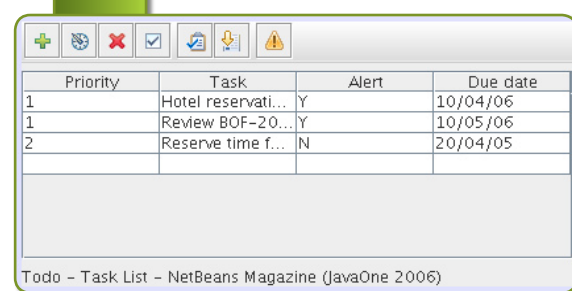 Priority Task Alert Due date
1 Hotel reservati... Y 10/04/06
1 Review BOF-20... Y 10/05/06
2 Reserve time f... N 20/04/05
Todo - Task List - NetBeans Magazine (JavaOne 2006)